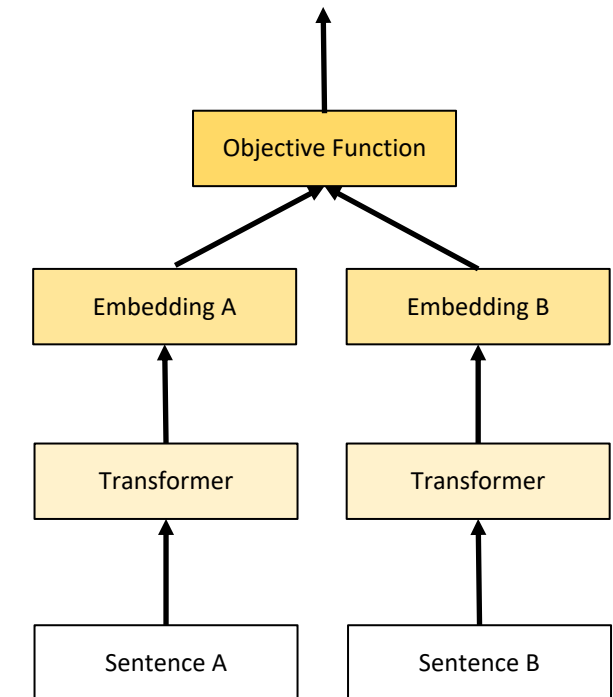 Objective Function
Embedding A
Embedding B
Transformer
Transformer
Sentence A
Sentence B